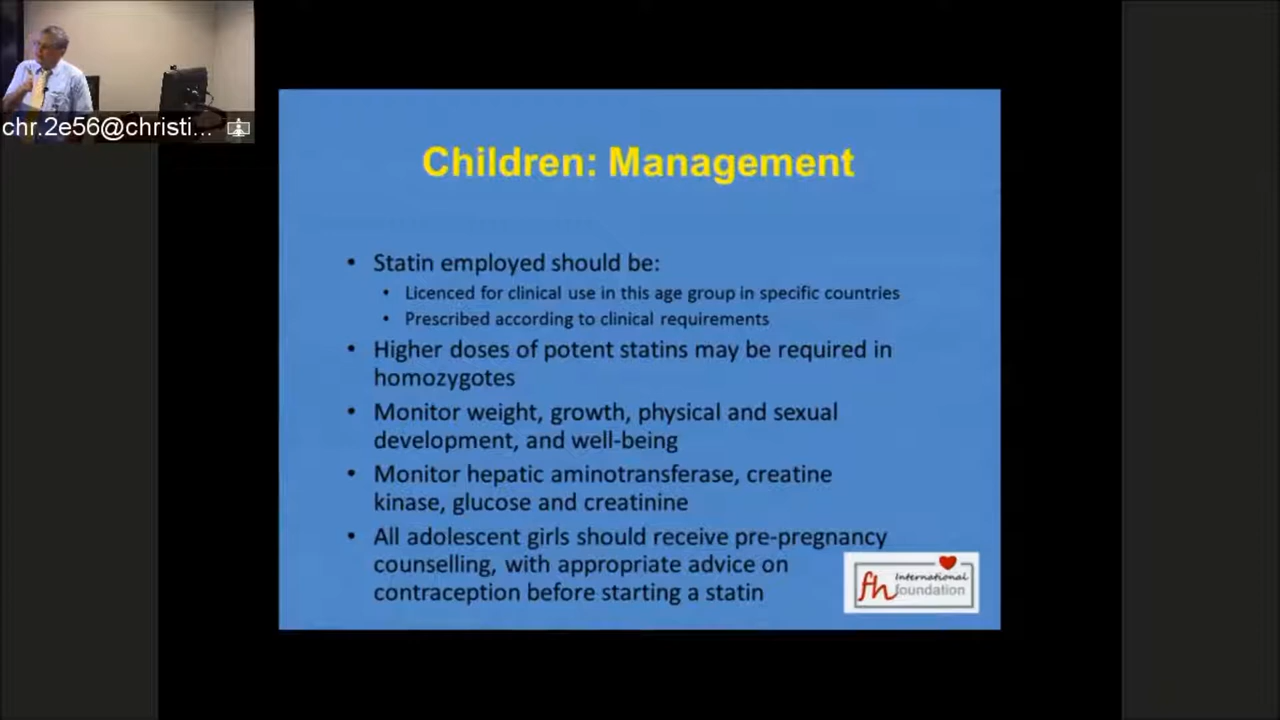 chr.2e56@christi...
Children: Management
• Statin employed should be:
• Licenced for clinical use in this age group in specific countries
• Prescribed according to clinical requirements
• Higher doses of potent statins may be required in
homozygotes
• Monitor weight, growth, physical and sexual
development, and well-being
• Monitor hepatic aminotransferase, creatine
kinase, glucose and creatinine
• All adolescent girls should receive pre-pregnancy
counselling, with appropriate advice on
contraception before starting a statin
fh International
foundation